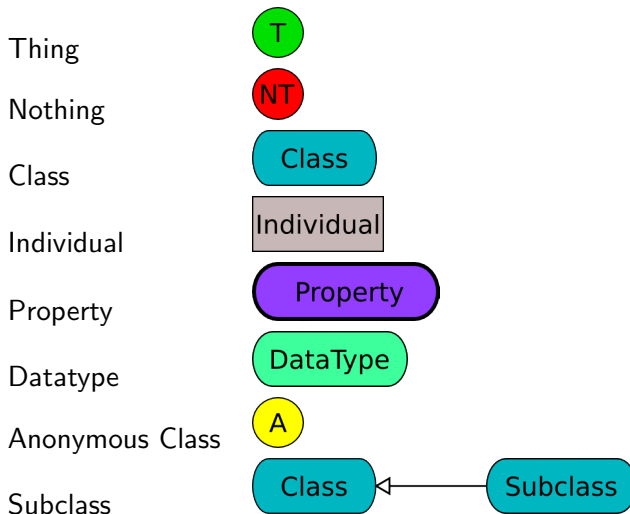 Thing T
Nothing NT
Class Class
Individual Individual
Property Property
Datatype DataType
Anonymous Class A
Subclass Class Subclass